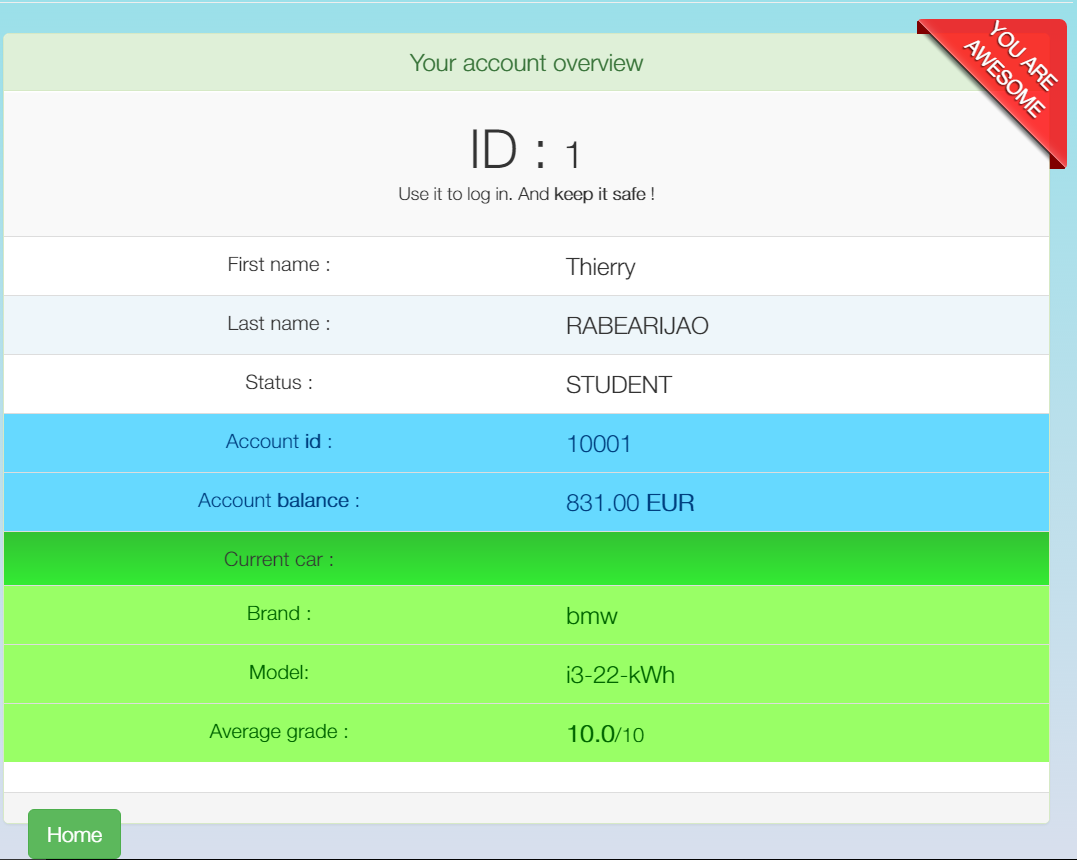 YOU ARE
AWESOME
Your account overview
ID : 1
Use it to log in. And keep it safe !
First name : Thierry
Last name : RABEARIJAO
Status : STUDENT
Account id : 10001
Account balance : 831.00 EUR
Current car :
Brand : bmw
Model: i3-22-kWh
Average grade : 10.0/10
Home